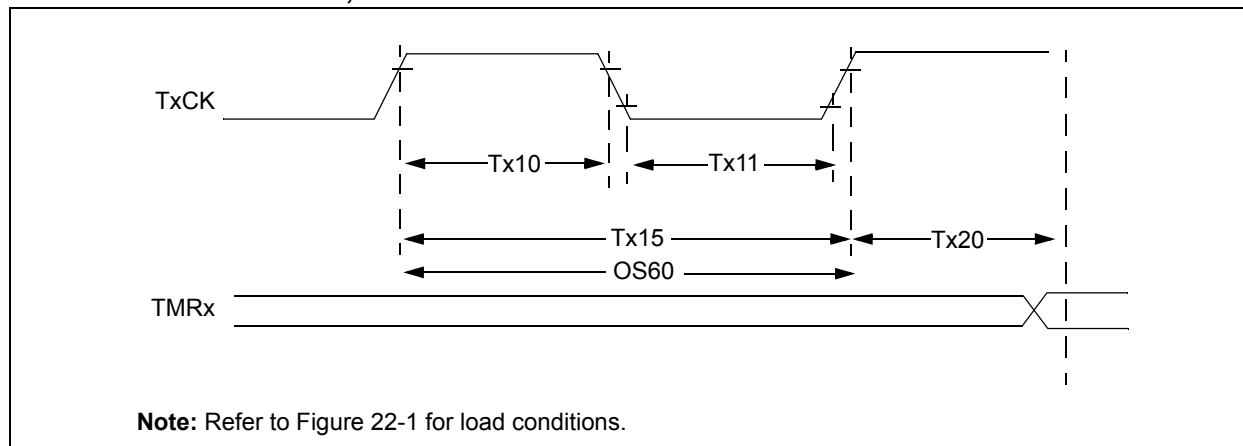 TxCK
Tx10
Tx11
Tx15
Tx20
OS60
TMRx
Note: Refer to Figure 22-1 for load conditions.